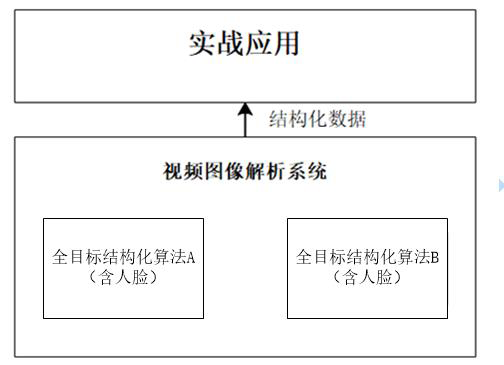 实战应用
结构化数据
视频图像解析系统
全目标结构化算法A
（含人脸）
全目标结构化算法B
（含人脸）